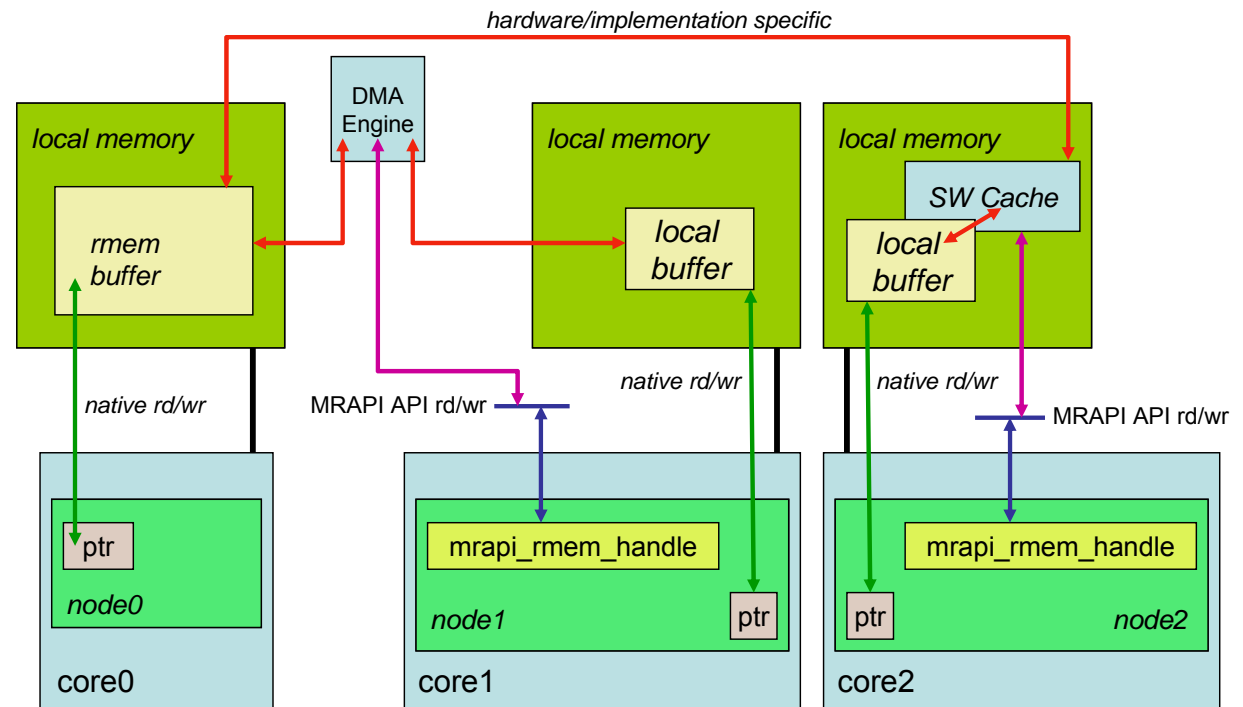 hardware/implementation specific
DMA
Engine
local memory
local memory
local memory
rmem
buffer
local
buffer
SW Cache
local
buffer
native rd/wr
MRAPI API rd/wr
native rd/wr
native rd/wr
MRAPI API rd/wr
ptr
node0
core0
mrapi_rmem_handle
node1
ptr
core1
mrapi_rmem_handle
ptr
node2
core2